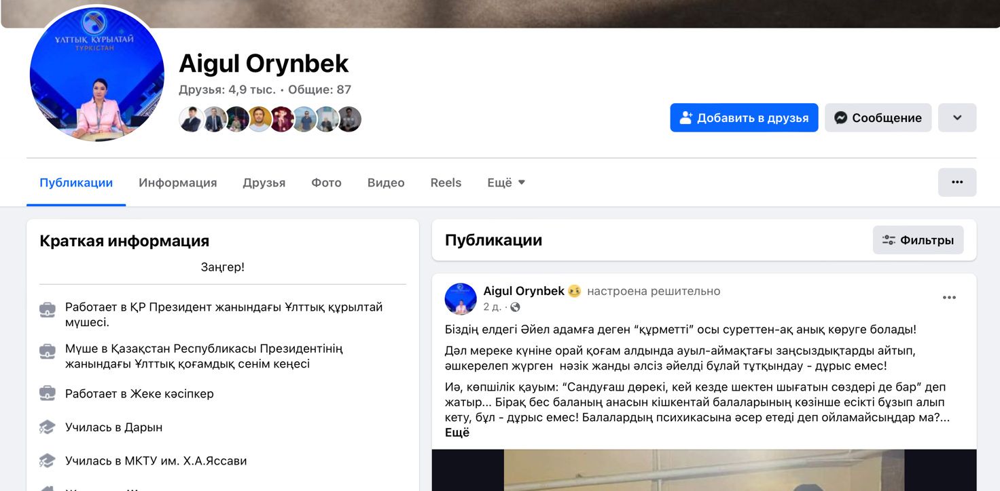 ҰЛТТЫҚ ҚҰРЫЛТАЙ
ТҮРКІСТАН
Aigul Orynbek
Друзья: 4,9 тыс. • Общие: 87
Добавить в друзья
Сообщение
Публикации
Информация
Друзья
Фото
Видео
Reels
Ещё
Краткая информация
Заңгер!
Работает в ҚР Президент жанындағы Ұлттық құрылтай
мүшесі.
Мүше в Қазақстан Республикасы Президентінің
жанындағы Ұлттық қоғамдық сенім кеңесі
Работает в Жеке кәсіпкер
Училась в Дарын
Училась в МКТУ им. Х.А.Яссави
Публикации
Фильтры
Aigul Orynbek настроена решительно
2 д. ·
Біздің елдегі Әйел адамға деген “құрметті” осы суреттен-ақ анық көруге болады!
Дәл мереке күніне орай қоғам алдында ауыл-аймақтағы заңсыздықтарды айтып,
әшкерелеп жүрген нәзік жанды әлсіз әйелді бұлай тұтқындау - дұрыс емес!
Иә, көпшілік қауым: “Сандуғаш дөрекі, кей кезде шектен шығатын сөздері де бар” деп
жатыр... Бірақ бес баланың анасын кішкентай балаларының көзінше есікті бұзып алып
кету, бұл - дұрыс емес! Балалардың психикасына әсер етеді деп ойламайсыңдар ма?...
Ещё